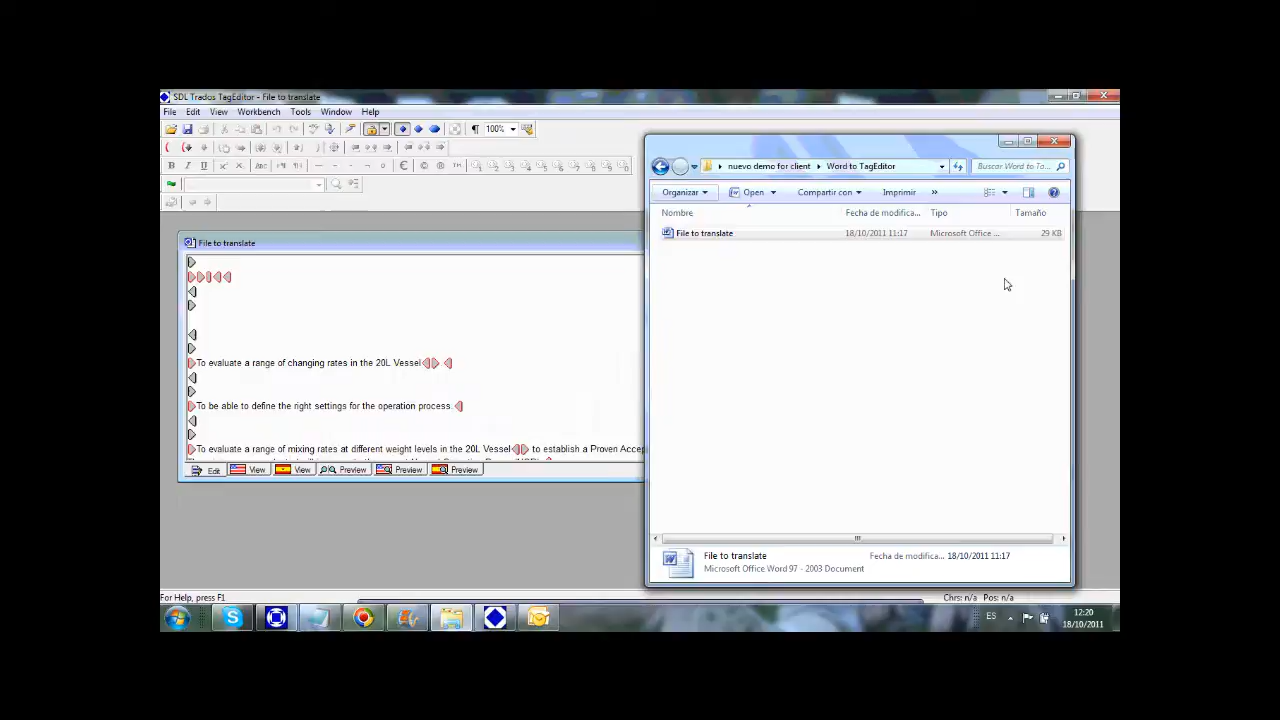 SDL Trados TagEditor - File to translate
File Edit View Workbench Tools Window Help
100%
nuevo demo for client Word to TagEditor Buscar Word to Ta...
Organizar Open Compartir con Imprimir »
Nombre Fecha de modifica... Tipo Tamaño
File to translate 18/10/2011 11:17 Microsoft Office ... 29 KB
File to translate
To evaluate a range of changing rates in the 20L Vessel
To be able to define the right settings for the operation process.
To evaluate a range of mixing rates at different weight levels in the 20L Vessel to establish a Proven Accep
Edit View View Preview Preview Preview
File to translate Fecha de modifica... 18/10/2011 11:17
Microsoft Office Word 97 - 2003 Document
For Help, press F1 Chrs: n/a Pos: n/a
ES 12:20
18/10/2011